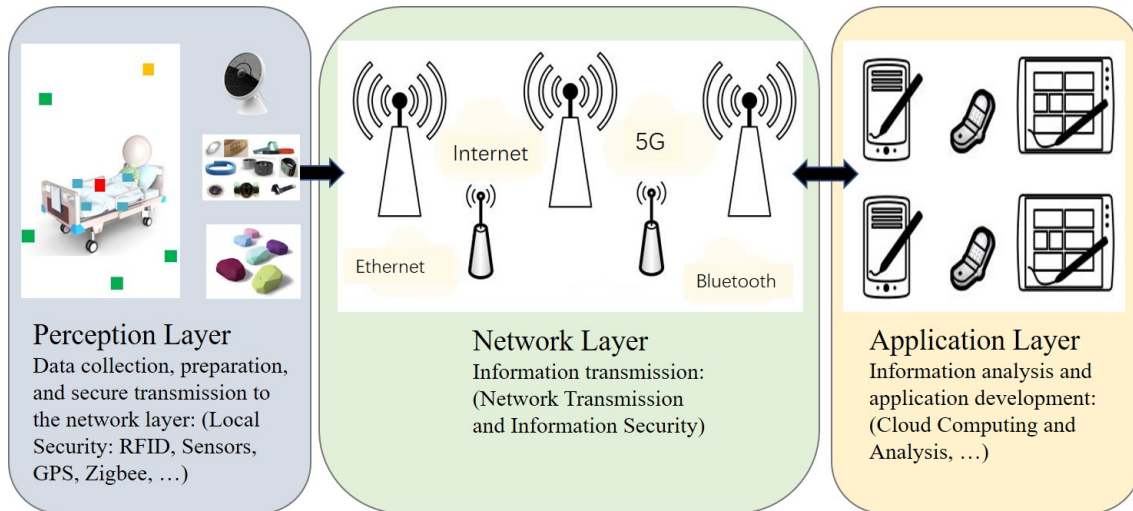 Internet
5G
Ethernet
Bluetooth
Perception Layer
Data collection, preparation,
and secure transmission to
the network layer: (Local
Security: RFID, Sensors,
GPS, Zigbee, …)
Network Layer
Information transmission:
(Network Transmission
and Information Security)
Application Layer
Information analysis and
application development:
(Cloud Computing and
Analysis, …)